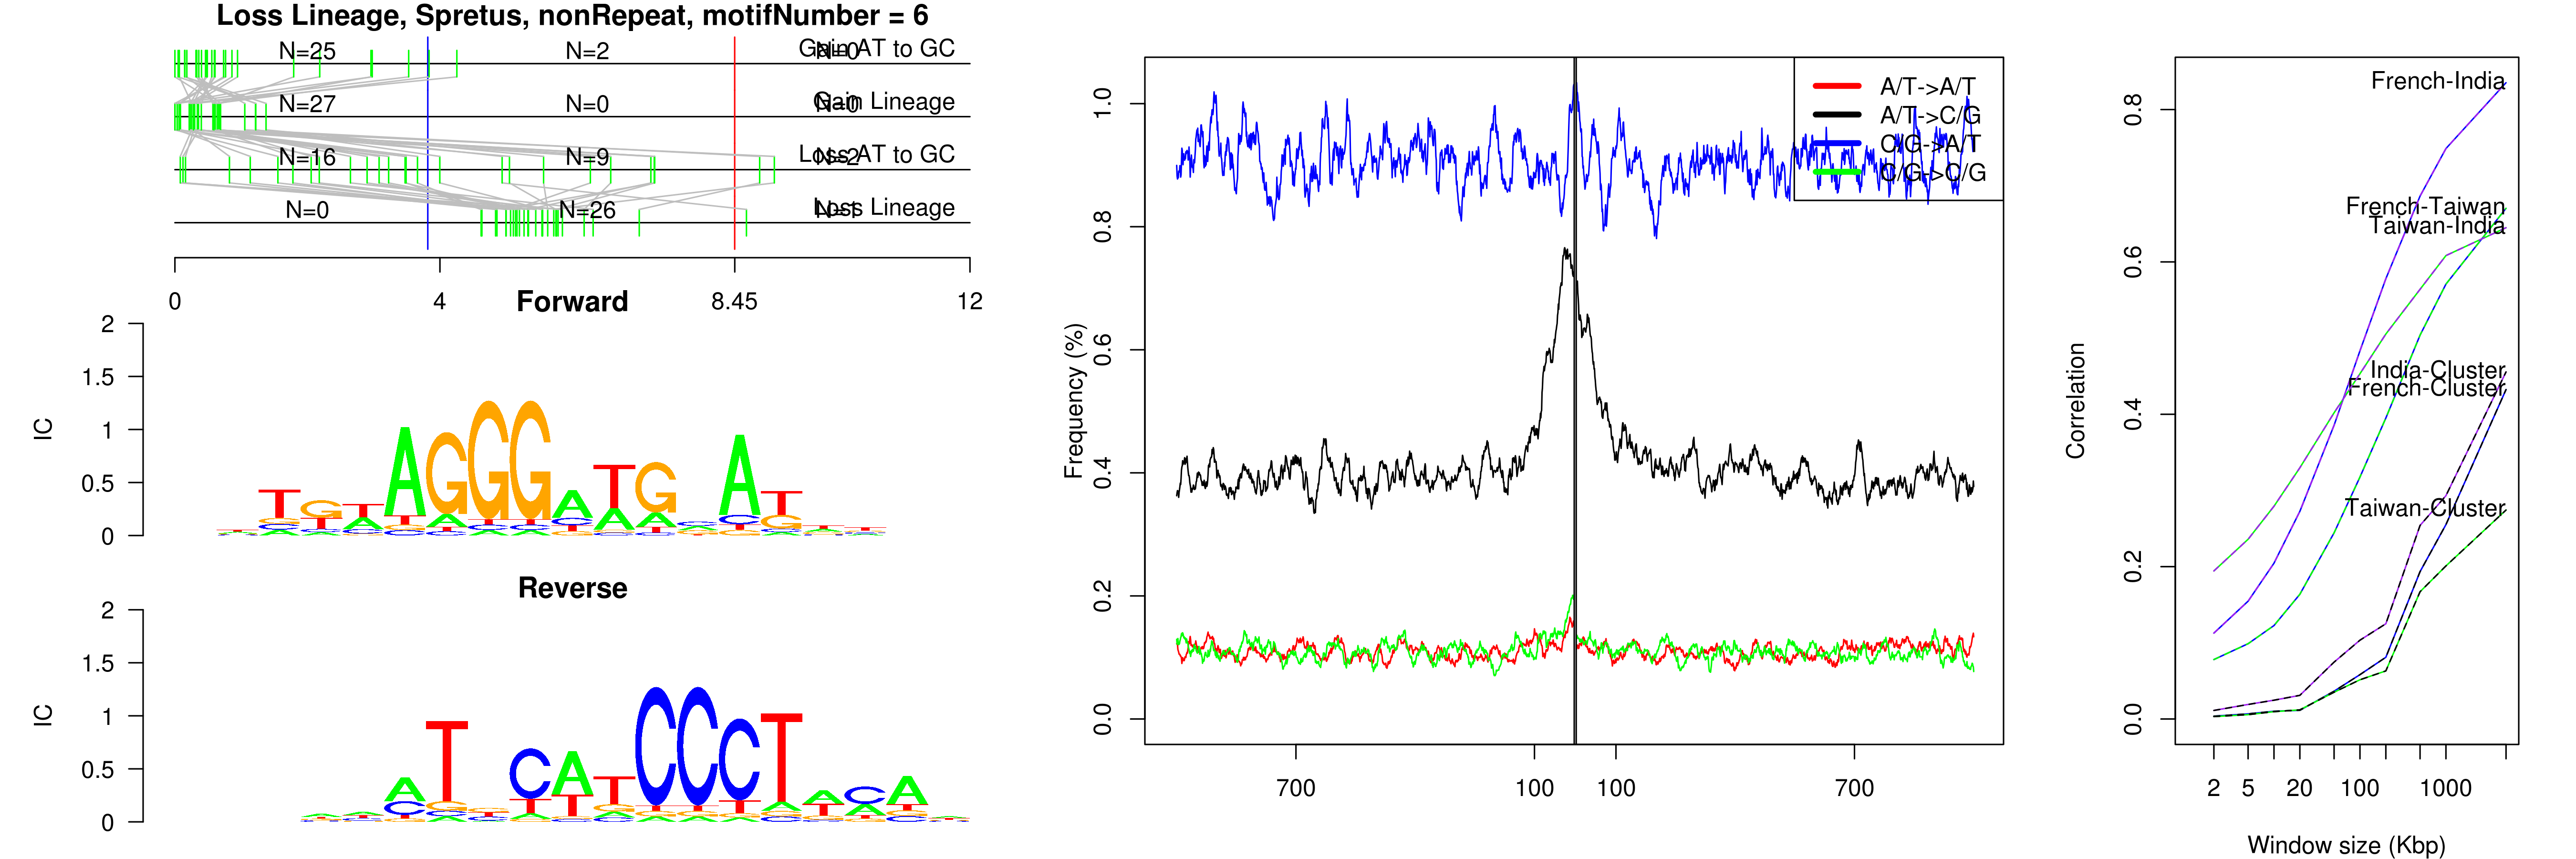 Loss Lineage, Spretus, nonRepeat, motifNumber = 6
N=25 N=2 N=0 Gain AT to GC
N=27 N=0 N=0 Gain Lineage
N=16 N=9 N=2 Loss AT to GC
N=0 N=26 N=1 Loss Lineage
0 4 8.45 12
Forward
2
1.5
1
0.5
0
IC
Reverse
2
1.5
1
0.5
0
IC
A/T->A/T
A/T->C/G
C/G->A/T
C/G->C/G
Frequency (%)
1.0
0.8
0.6
0.4
0.2
0.0
700 100 100 700
French-India
French-Taiwan
Taiwan-India
India-Cluster
French-Cluster
Taiwan-Cluster
Correlation
0.8
0.6
0.4
0.2
0.0
2 5 20 100 1000
Window size (Kbp)